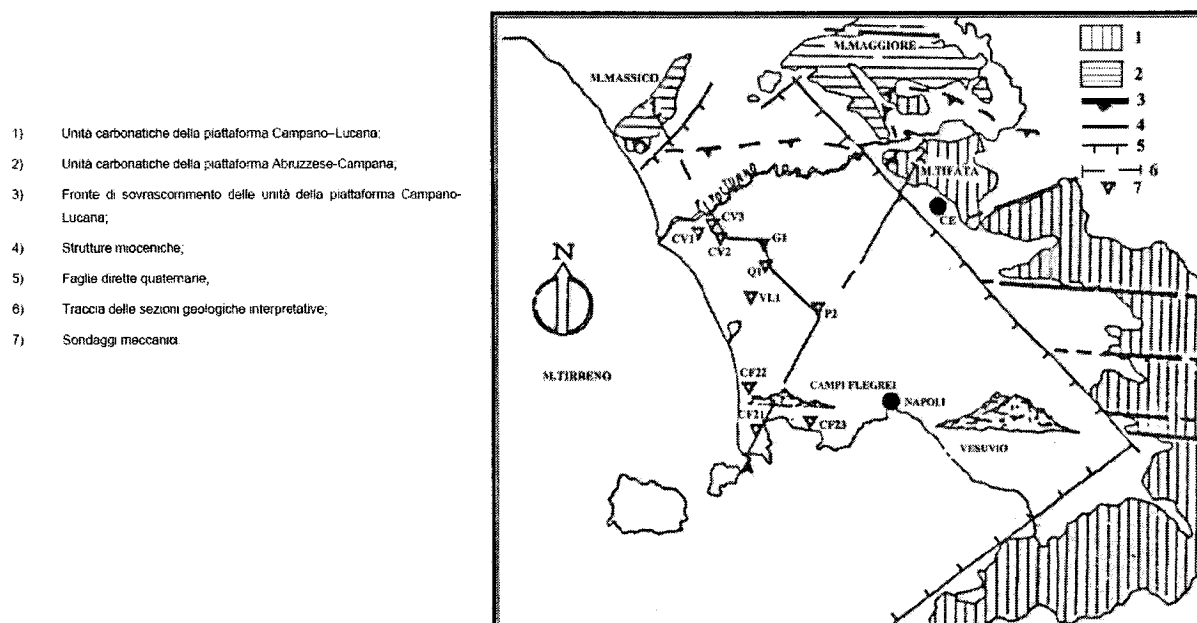 1) Unità carbonatiche della piattaforma Campano-Lucana;
2) Unità carbonatiche della piattaforma Abruzzese-Campana;
3) Fronte di sovrascorrimento delle unità della piattaforma Campano-
Lucana;
4) Strutture mioceniche;
5) Faglie dirette quaternarie,
6) Traccia delle sezioni geologiche interpretative;
7) Sondaggi meccanici
M.MAGGIORE
1
M.MASSICO
2
3
4
5
M.TIFATA
6
7
F.VOLTURNO
CE
CV3
CV1
CV2
G1
N
Q1
VL1
P2
M.TIRRENO
CF22
CAMPI FLEGREI
NAPOLI
CF21
CF23
VESUVIO